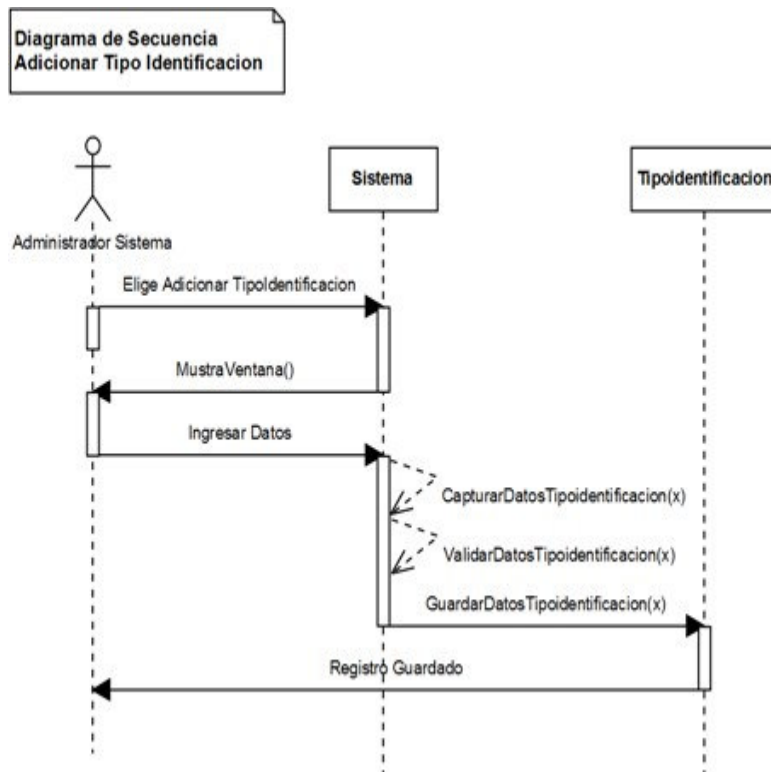 Diagrama de Secuencia
Adicionar Tipo Identificacion
Sistema
Tipoidentificacion
Administrador Sistema
Elige Adicionar TipoIdentificacion
MustraVentana()
Ingresar Datos
CapturarDatosTipoidentificacion(x)
ValidarDatosTipoidentificacion(x)
GuardarDatosTipoidentificacion(x)
Registro Guardado